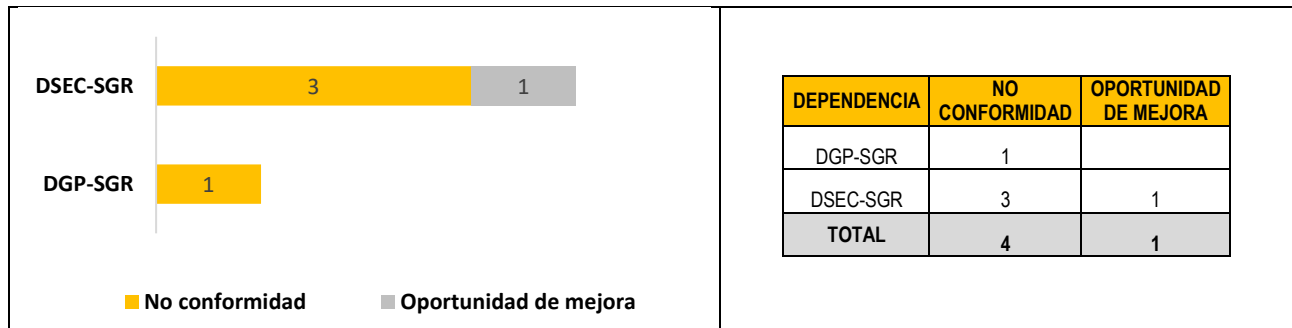 DSEC-SGR
3
1
DGP-SGR
1
No conformidad
Oportunidad de mejora
DEPENDENCIA
NO
CONFORMIDAD
OPORTUNIDAD
DE MEJORA
DGP-SGR
1
DSEC-SGR
3
1
TOTAL
4
1